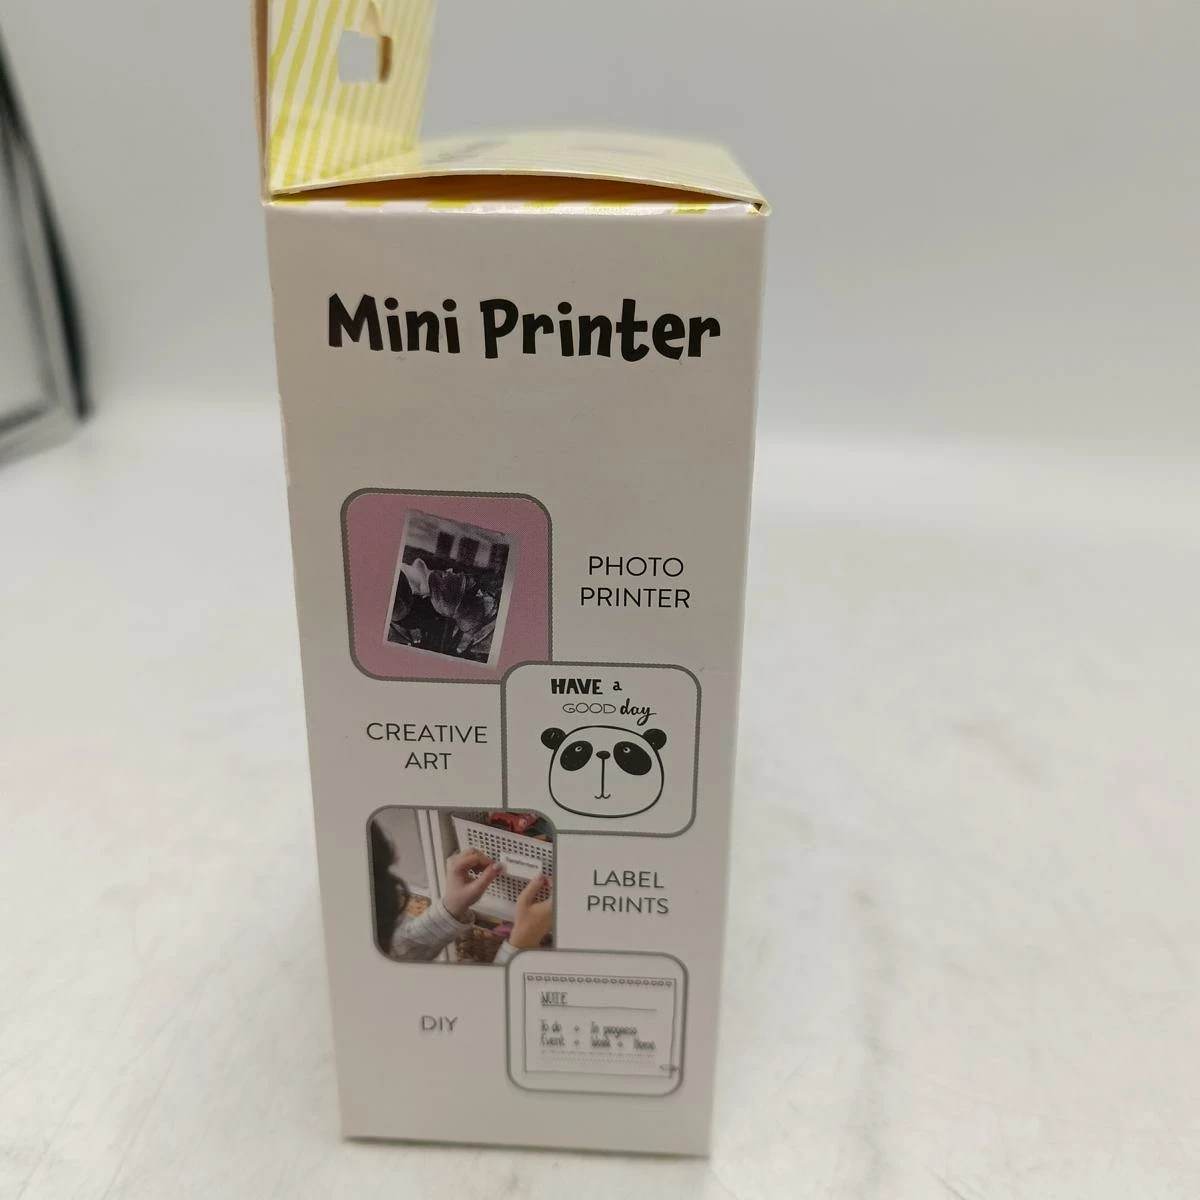 Mini Printer
PHOTO
PRINTER
HAVE a
GOOD day
CREATIVE
ART
LABEL
PRINTS
DIY
NOTE
To do + In progress
Event + Week + Home